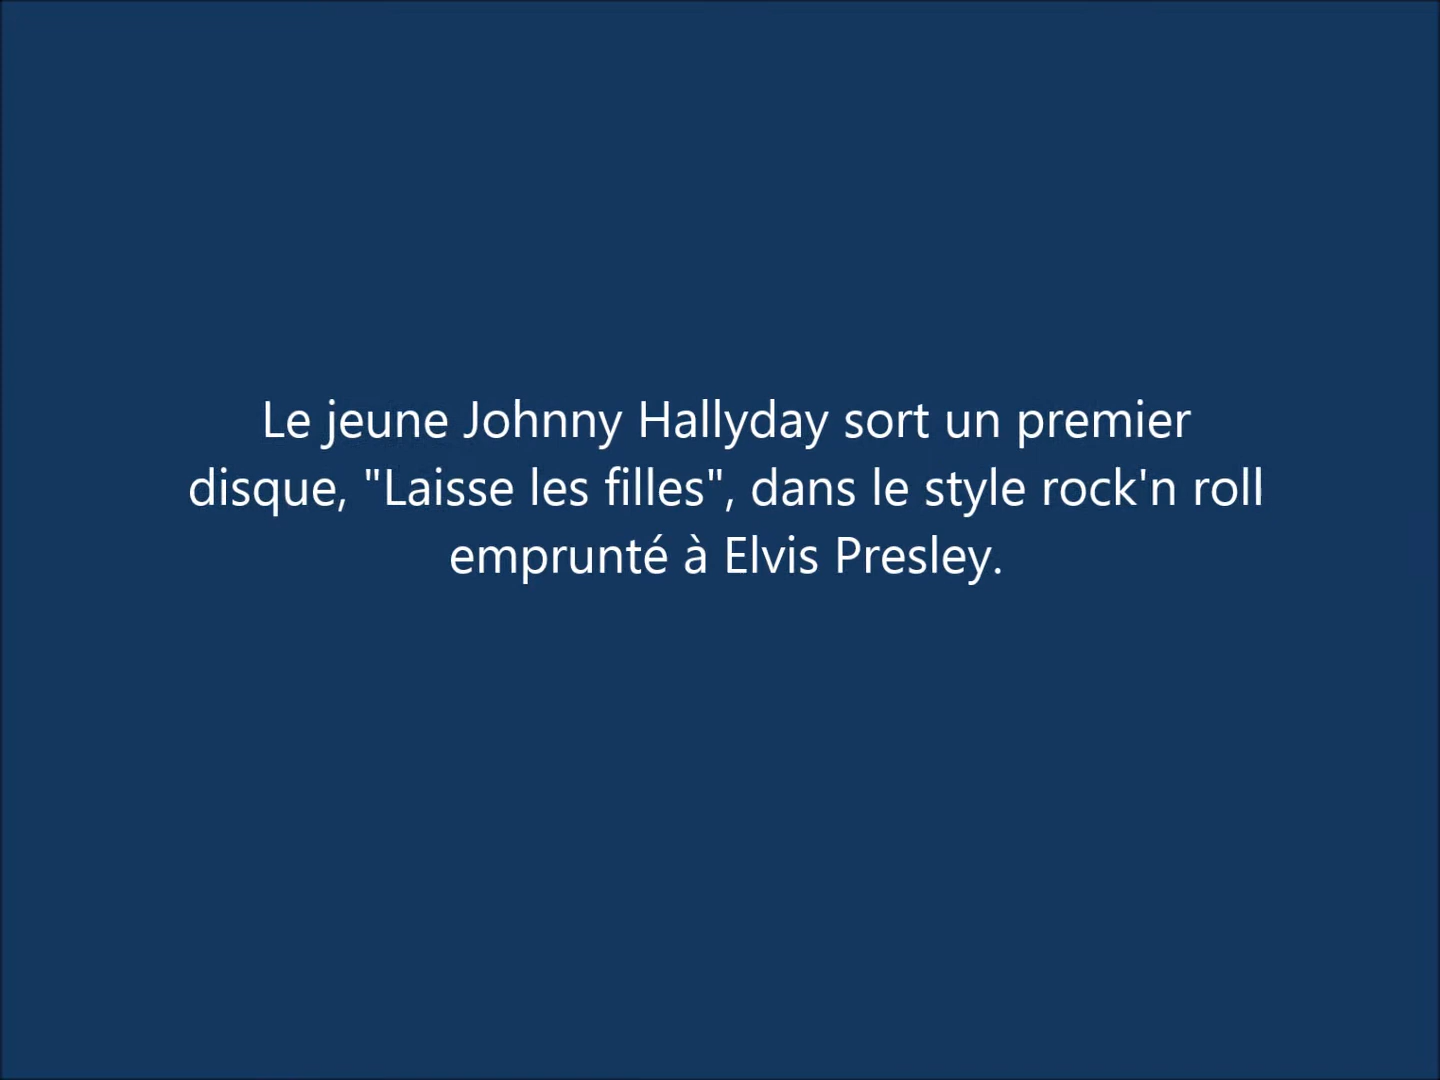 Le jeune Johnny Hallyday sort un premier
disque, "Laisse les filles", dans le style rock'n roll
emprunté à Elvis Presley.